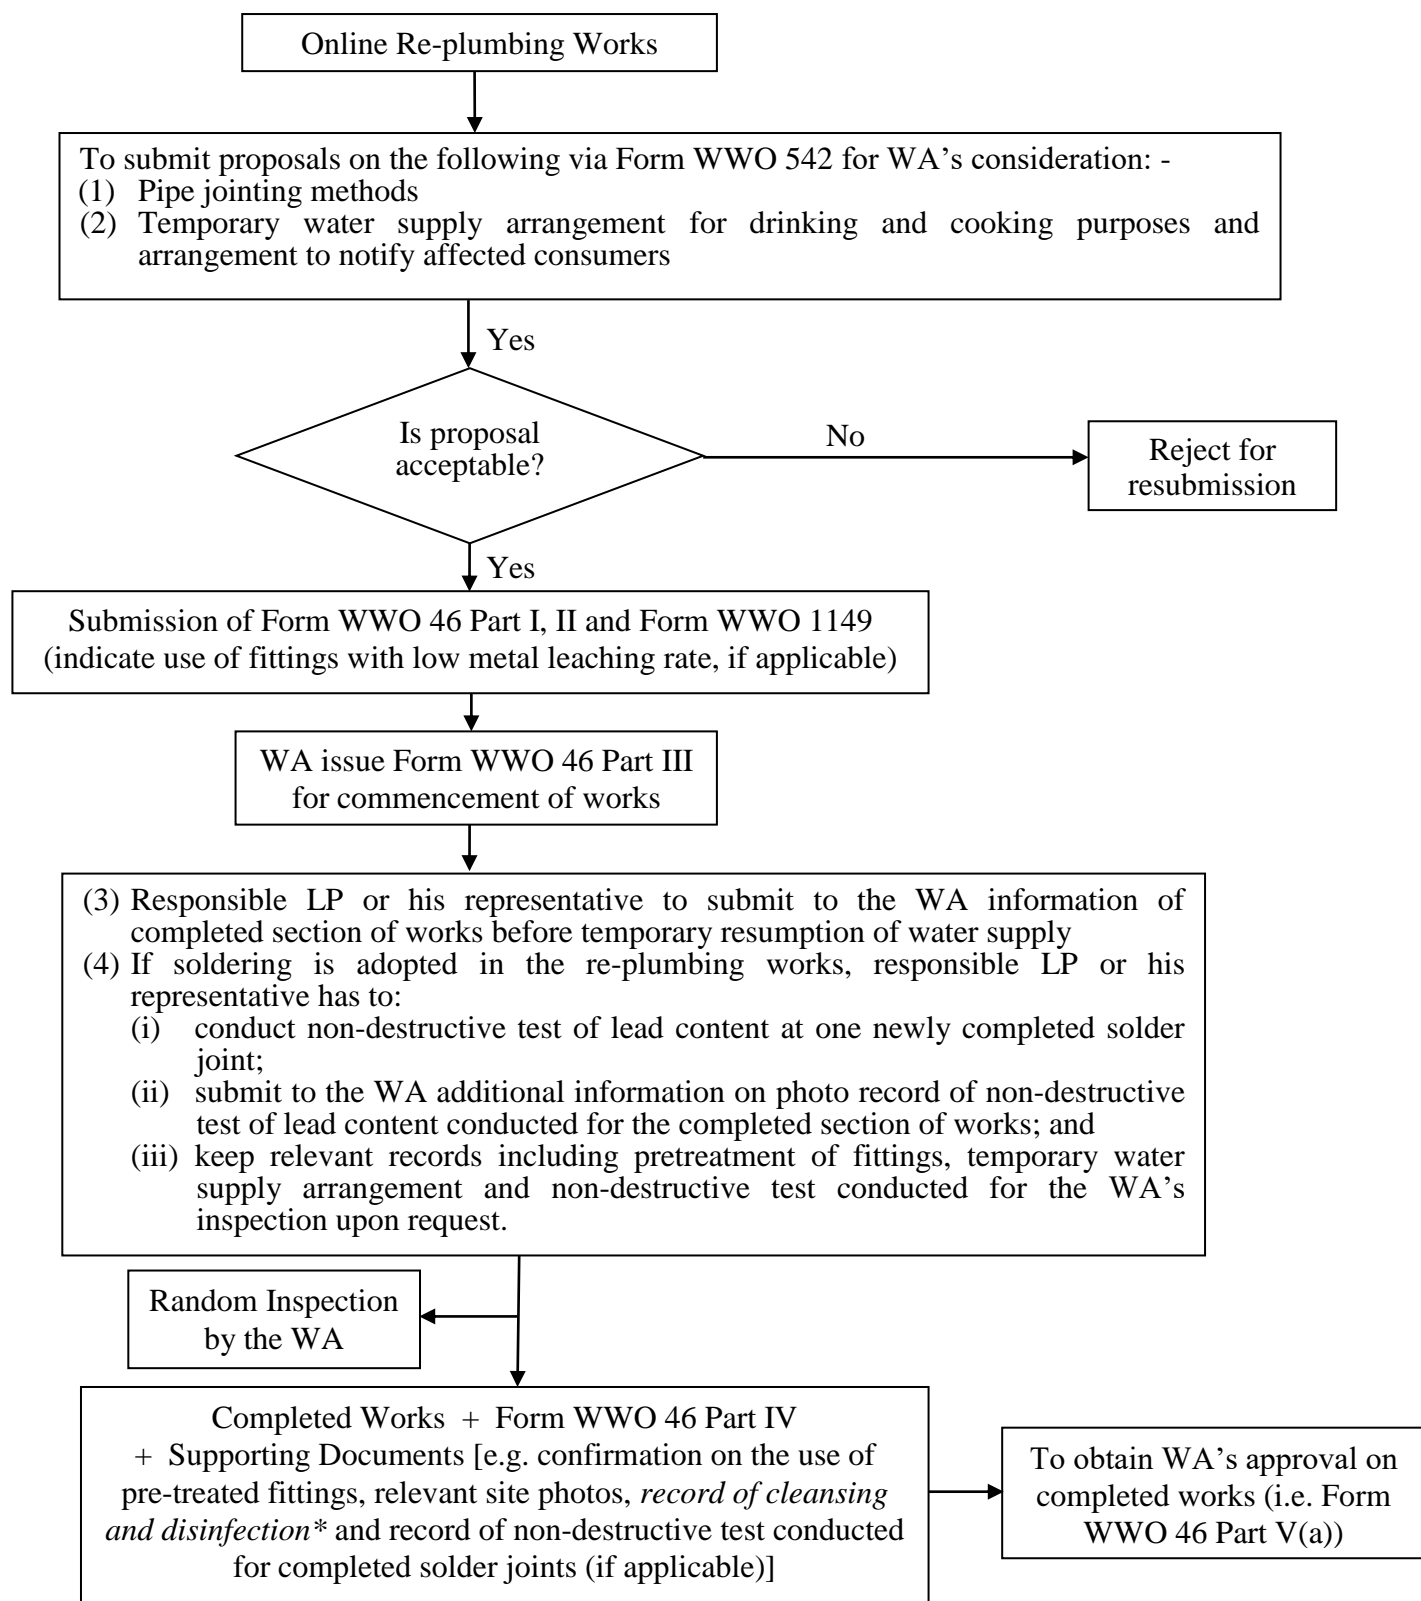 Online Re-plumbing Works
To submit proposals on the following via Form WWO 542 for WA’s consideration: -
(1) Pipe jointing methods
(2) Temporary water supply arrangement for drinking and cooking purposes and
arrangement to notify affected consumers
Yes
Is proposal
acceptable?
No
Reject for
resubmission
Yes
Submission of Form WWO 46 Part I, II and Form WWO 1149
(indicate use of fittings with low metal leaching rate, if applicable)
WA issue Form WWO 46 Part III
for commencement of works
(3) Responsible LP or his representative to submit to the WA information of
completed section of works before temporary resumption of water supply
(4) If soldering is adopted in the re-plumbing works, responsible LP or his
representative has to:
(i) conduct non-destructive test of lead content at one newly completed solder
joint;
(ii) submit to the WA additional information on photo record of non-destructive
test of lead content conducted for the completed section of works; and
(iii) keep relevant records including pretreatment of fittings, temporary water
supply arrangement and non-destructive test conducted for the WA’s
inspection upon request.
Random Inspection
by the WA
Completed Works + Form WWO 46 Part IV
+ Supporting Documents [e.g. confirmation on the use of
pre-treated fittings, relevant site photos, record of cleansing
and disinfection* and record of non-destructive test conducted
for completed solder joints (if applicable)]
To obtain WA’s approval on
completed works (i.e. Form
WWO 46 Part V(a))